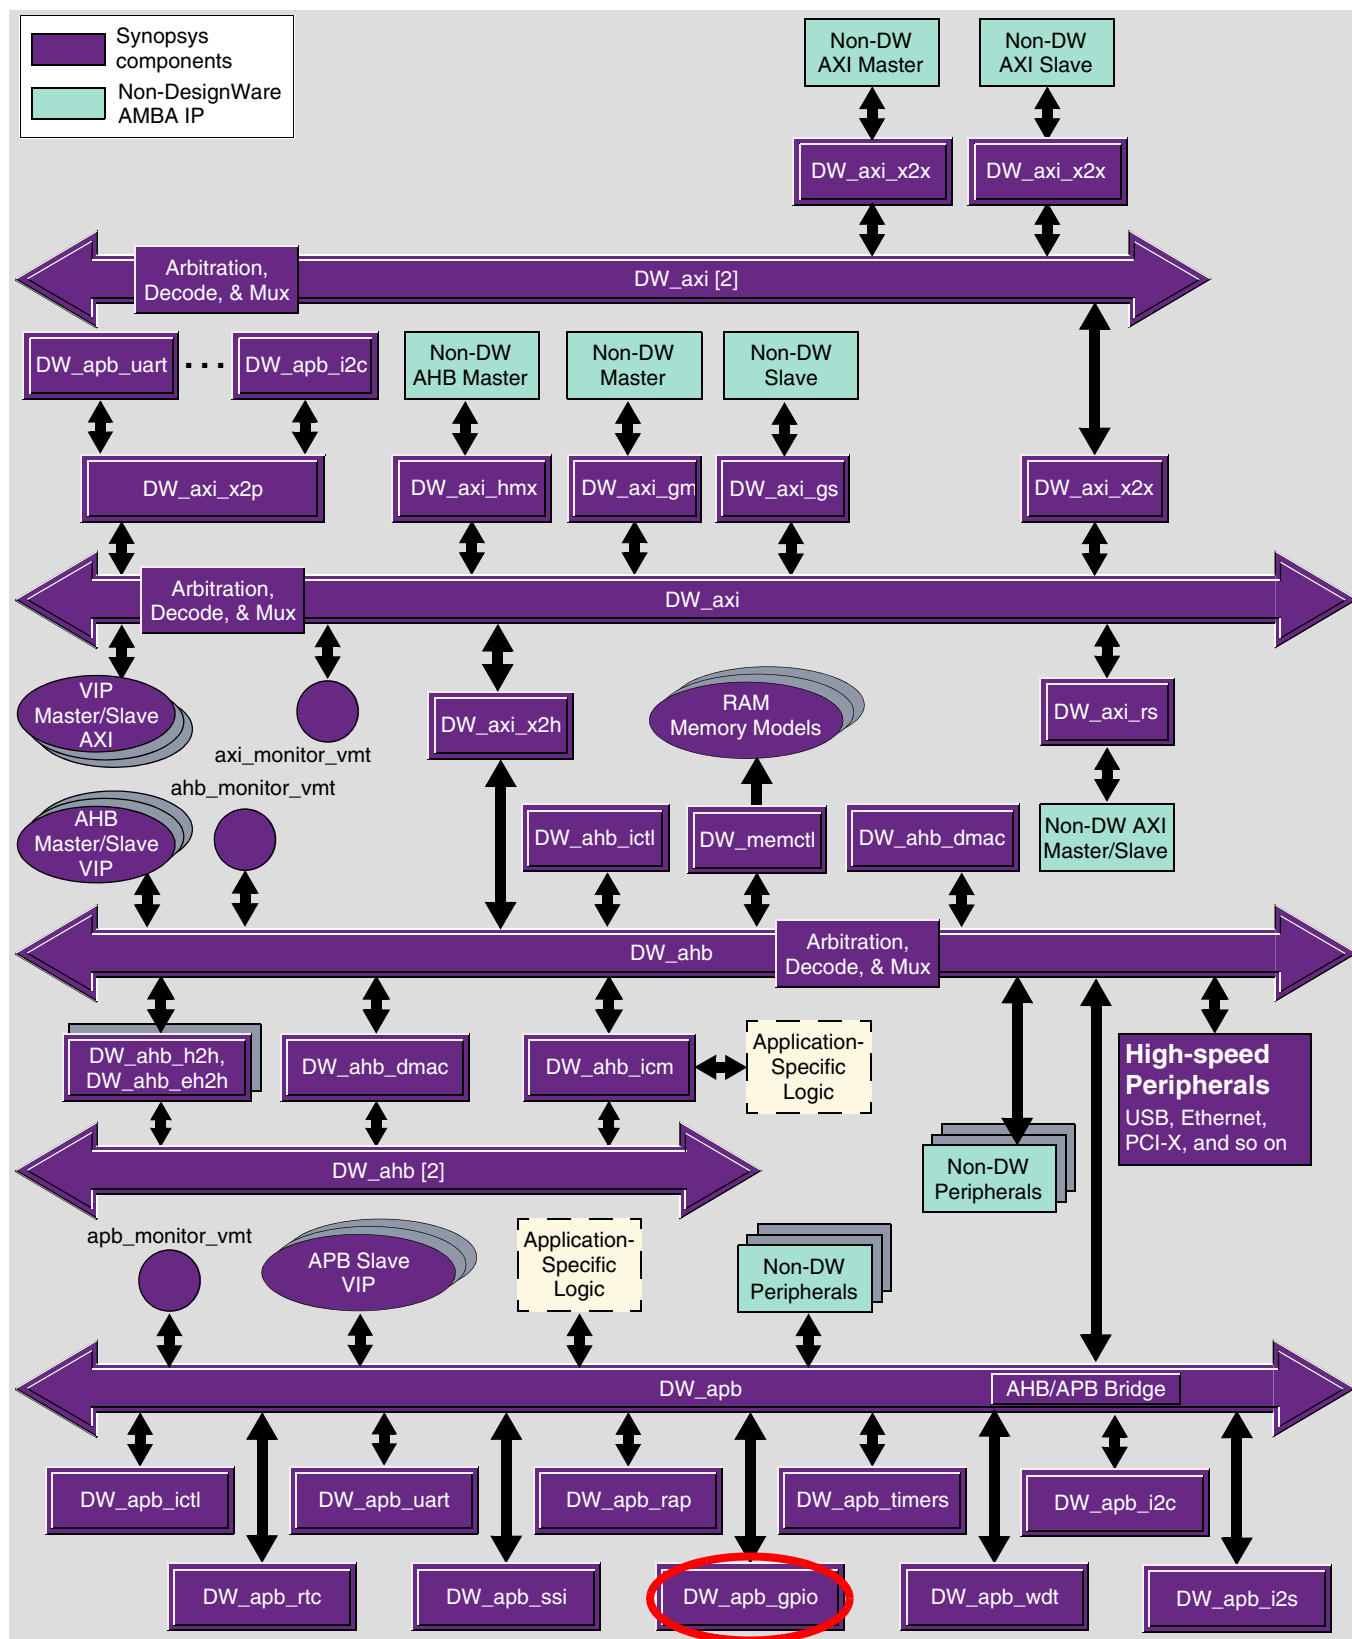 Synopsys
components
Non-DesignWare
AMBA IP
Non-DW
AXI Master
Non-DW
AXI Slave
DW_axi_x2x
DW_axi_x2x
Arbitration,
Decode, & Mux
DW_axi [2]
DW_apb_uart
. . .
DW_apb_i2c
Non-DW
AHB Master
Non-DW
Master
Non-DW
Slave
DW_axi_x2p
DW_axi_hmx
DW_axi_gm
DW_axi_gs
DW_axi_x2x
Arbitration,
Decode, & Mux
DW_axi
VIP
Master/Slave
AXI
axi_monitor_vmt
DW_axi_x2h
RAM
Memory Models
DW_axi_rs
ahb_monitor_vmt
AHB
Master/Slave
VIP
DW_ahb_ictl
DW_memctl
DW_ahb_dmac
Non-DW AXI
Master/Slave
DW_ahb
Arbitration,
Decode, & Mux
DW_ahb_h2h,
DW_ahb_eh2h
DW_ahb_dmac
DW_ahb_icm
Application-
Specific
Logic
High-speed
Peripherals
USB, Ethernet,
PCI-X, and so on
DW_ahb [2]
Non-DW
Peripherals
apb_monitor_vmt
APB Slave
VIP
Application-
Specific
Logic
Non-DW
Peripherals
DW_apb
AHB/APB Bridge
DW_apb_ictl
DW_apb_uart
DW_apb_rap
DW_apb_timers
DW_apb_i2c
DW_apb_rtc
DW_apb_ssi
DW_apb_gpio
DW_apb_wdt
DW_apb_i2s